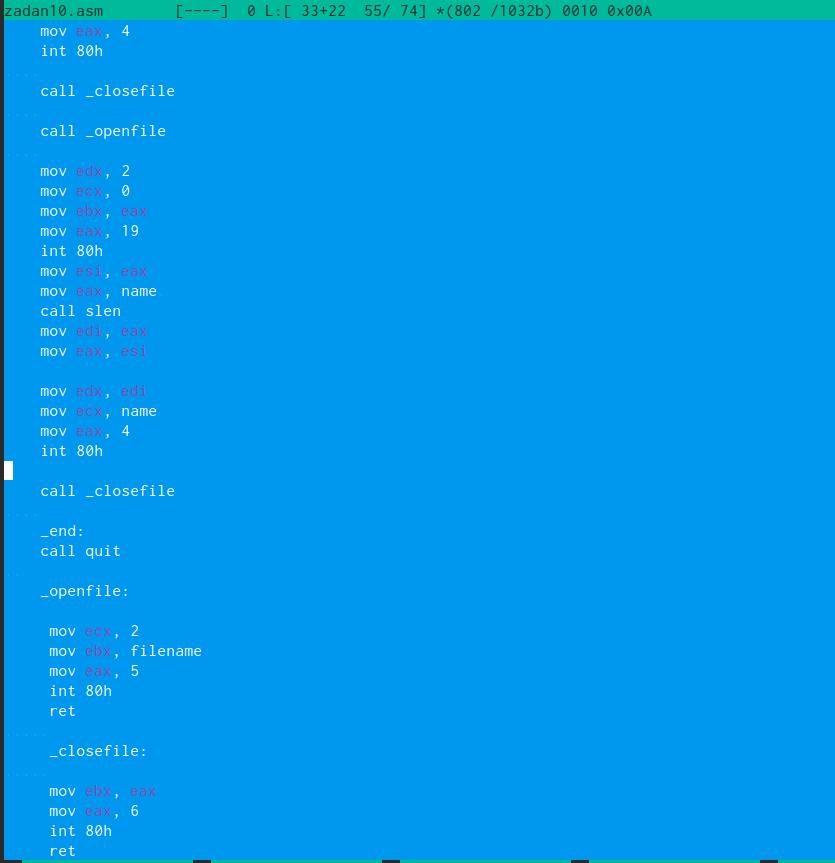 zadan10.asm [----] 0 L:[ 33+22 55/ 74] *(802 /1032b) 0010 0x00A
mov eax, 4
int 80h
call _closefile
call _openfile
mov edx, 2
mov ecx, 0
mov ebx, eax
mov eax, 19
int 80h
mov esi, eax
mov eax, name
call slen
mov edi, eax
mov eax, esi
mov edx, edi
mov ecx, name
mov eax, 4
int 80h
call _closefile
_end:
call quit
_openfile:
mov ecx, 2
mov ebx, filename
mov eax, 5
int 80h
ret
_closefile:
mov ebx, eax
mov eax, 6
int 80h
ret